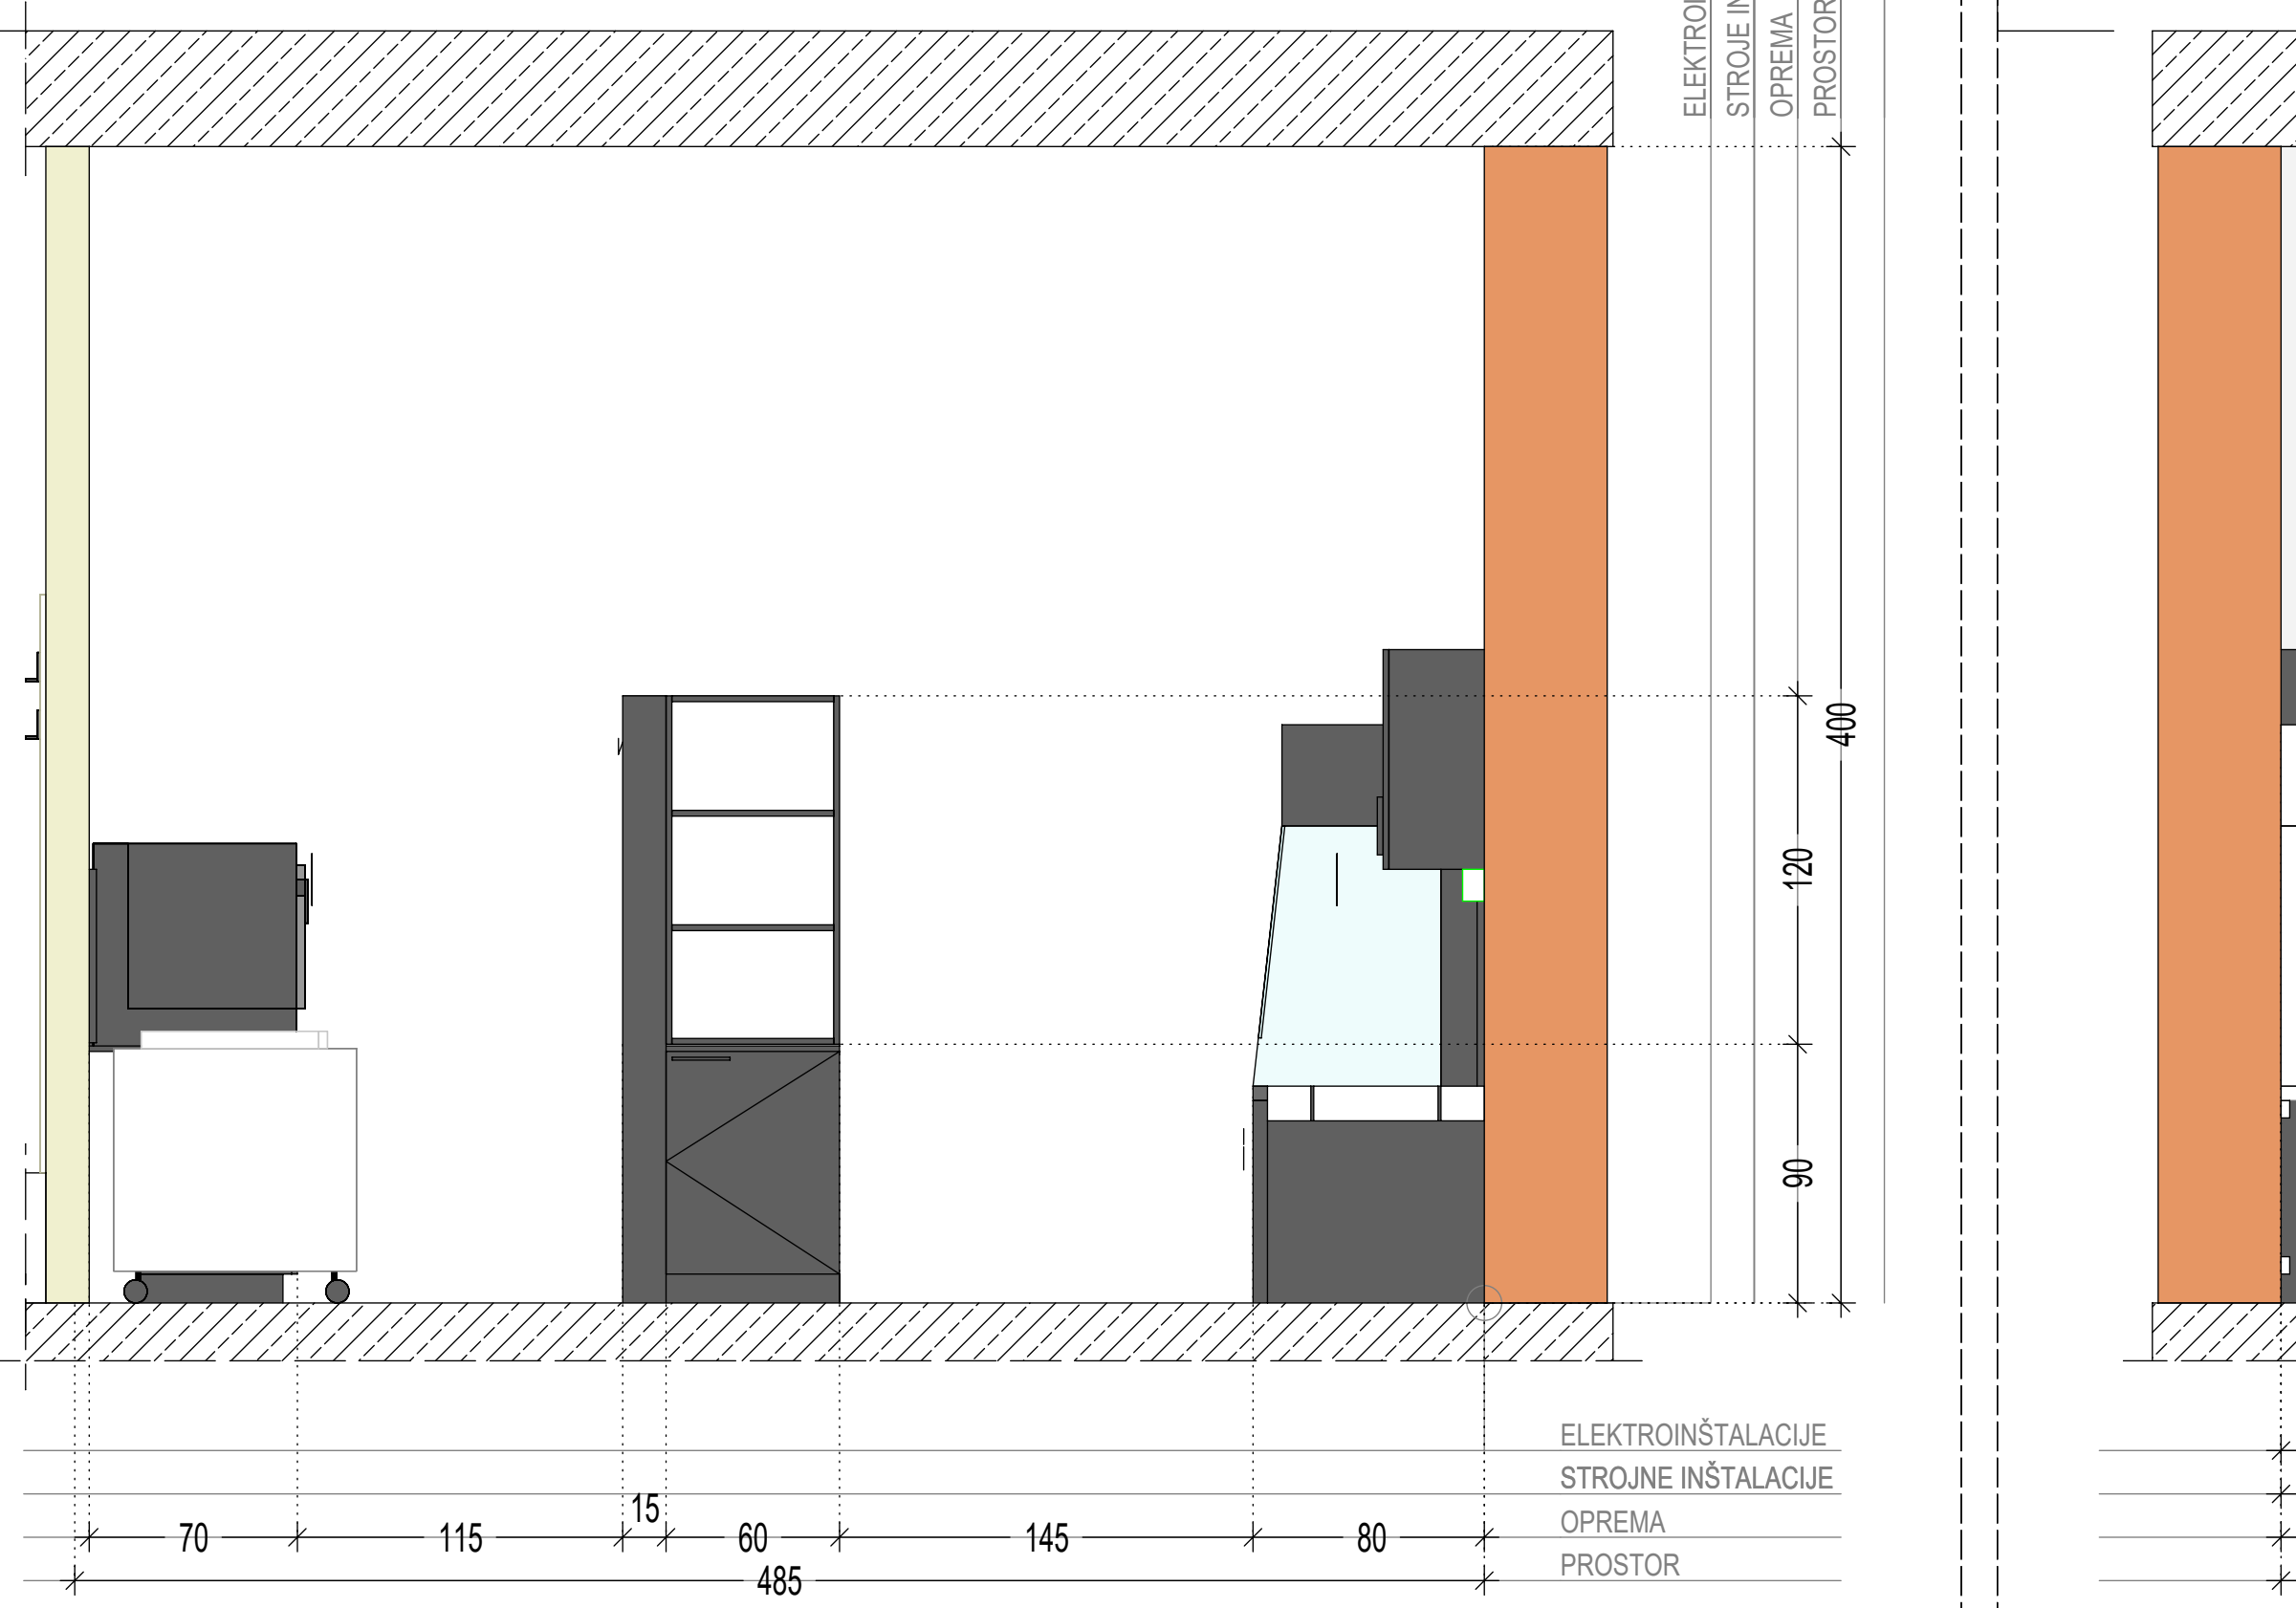 ELEKTROI
STROJE IN
OPREMA
PROSTOR
400
120
90
ELEKTROINŠTALACIJE
STROJNE INŠTALACIJE
15
OPREMA
70 115 60 145 80
PROSTOR
485